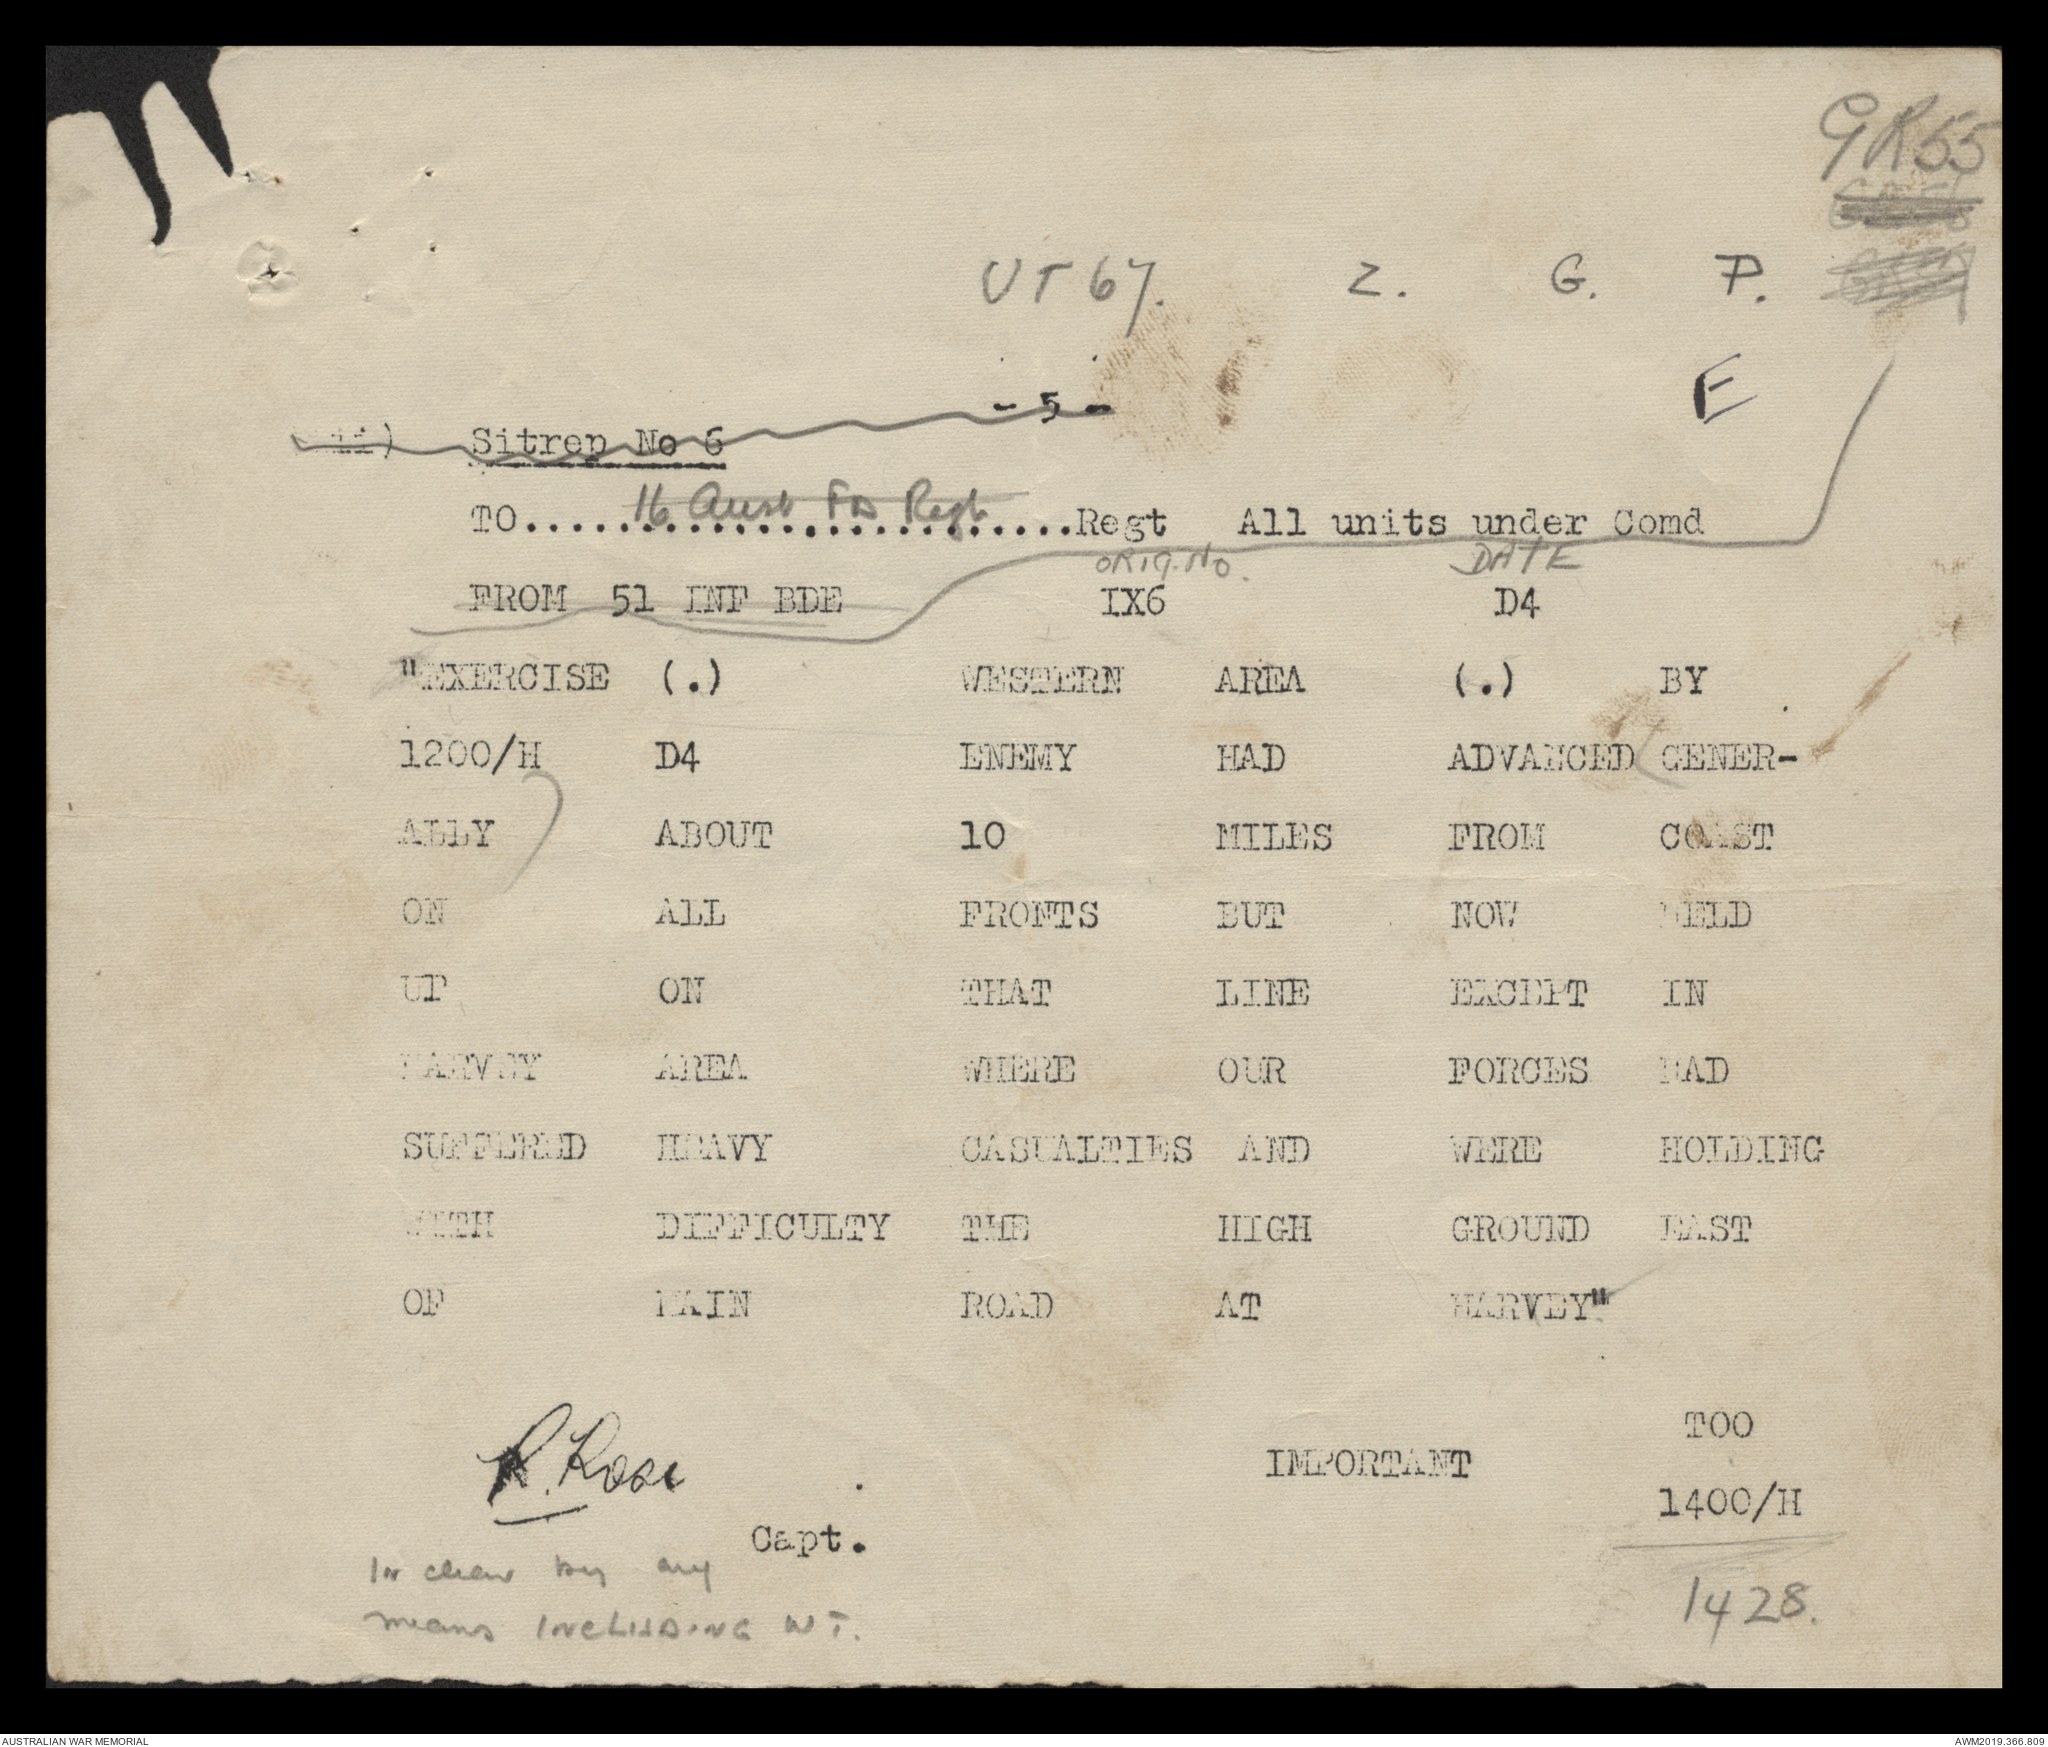 GR55
UT67. Z. G. P.
E
- 5 -
ii) Sitrep No 6
16 Aust FD Regt
TO..........................Regt All units under Comd
ORIG. NO. DATE
FROM 51 INF BDE IX6 D4
"EXERCISE (.) WESTERN AREA (.) BY
1200/H D4 ENEMY HAD ADVANCED GENER-
ALLY ABOUT 10 MILES FROM COAST
ON ALL FRONTS BUT NOW HELD
UP ON THAT LINE EXCEPT IN
HARVEY AREA WHERE OUR FORCES HAD
SUFFERED HEAVY CASUALTIES AND WERE HOLDING
WITH DIFFICULTY THE HIGH GROUND EAST
OF MAIN ROAD AT HARVEY"
TOO
IMPORTANT
R. Rose
1400/H
Capt.
In clear by any
means INCLUDING WT.
1428.
AUSTRALIAN WAR MEMORIAL AWM2019.366.809